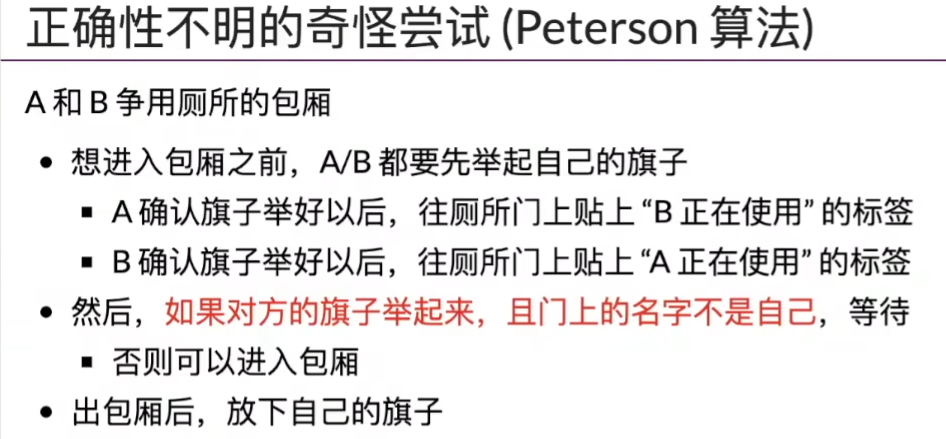 正确性不明的奇怪尝试 (Peterson 算法)
A 和 B 争用厕所的包厢
• 想进入包厢之前，A/B 都要先举起自己的旗子
▪ A 确认旗子举好以后，往厕所门上贴上 “B 正在使用” 的标签
▪ B 确认旗子举好以后，往厕所门上贴上 “A 正在使用” 的标签
• 然后，如果对方的旗子举起来，且门上的名字不是自己，等待
▪ 否则可以进入包厢
• 出包厢后，放下自己的旗子